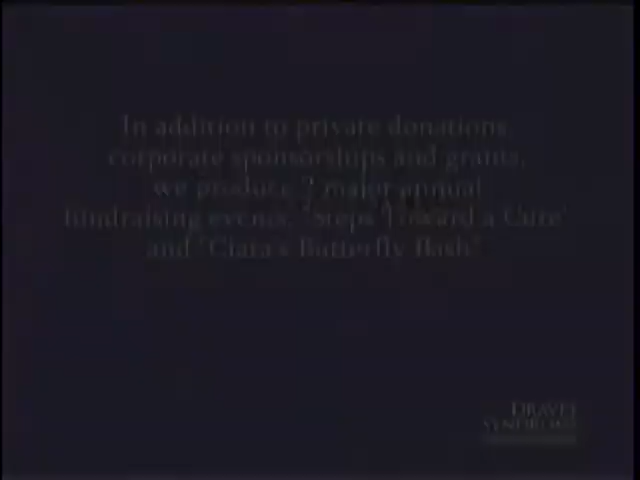 In addition to private donations
corporate sponsorships and grants,
we produce 2 major annual
fundraising events, "Steps Toward a Cure"
and "Clara's Butterfly Bash"
DRAVET
SYNDROME